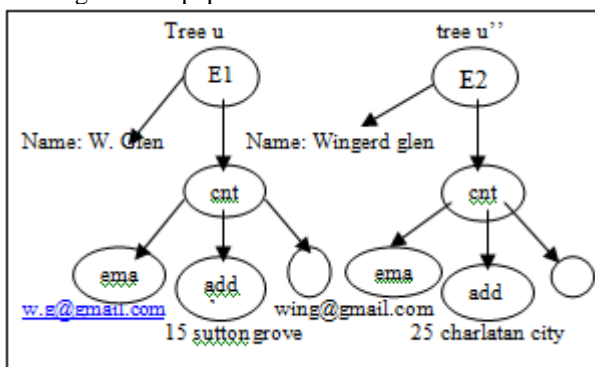 Tree u tree u’’
E1 E2
Name: W. Glen Name: Wingerd glen
cnt cnt
ema add ema add
w.g@gmail.com wing@gmail.com
15 sutton grove 25 charlatan city